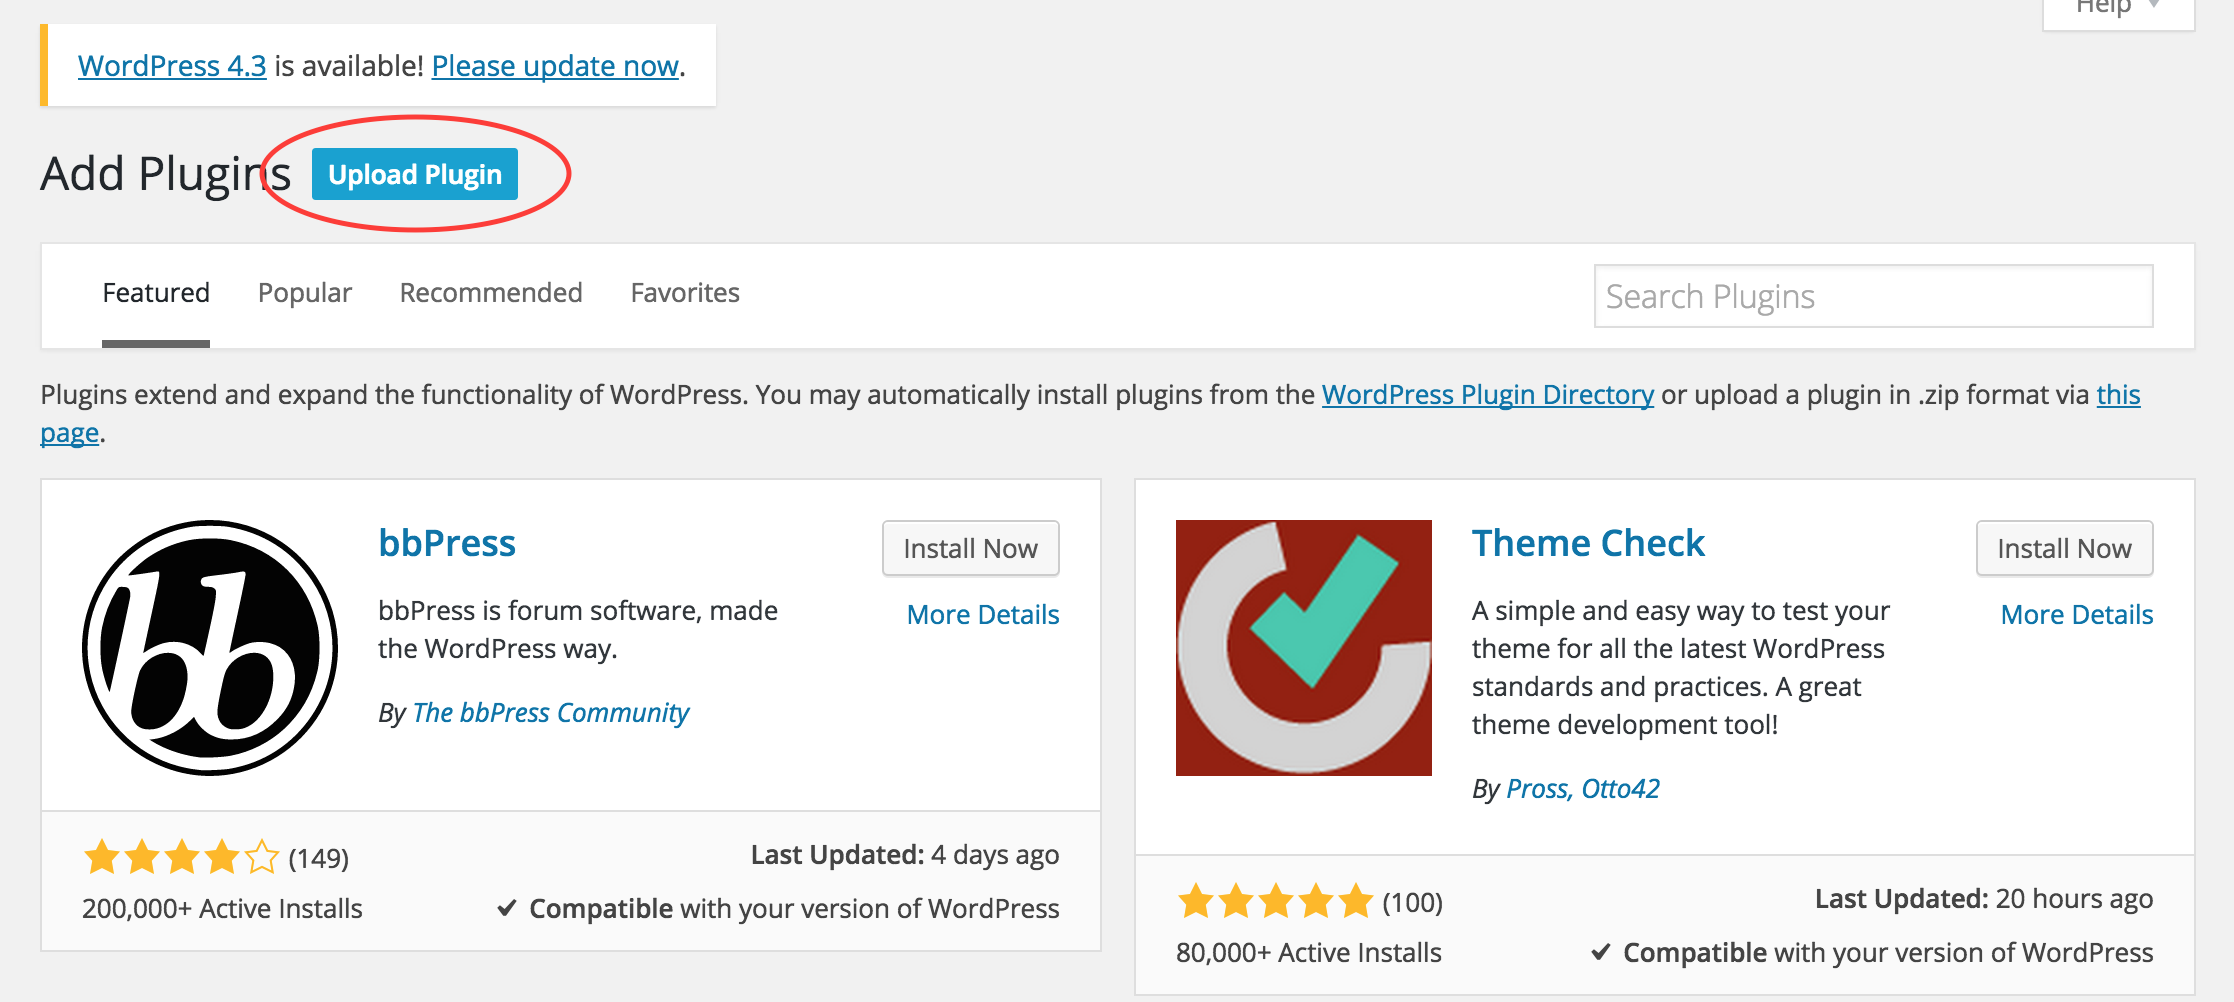 Help
WordPress 4.3 is available! Please update now.
Add Plugins Upload Plugin
Featured Popular Recommended Favorites Search Plugins
Plugins extend and expand the functionality of WordPress. You may automatically install plugins from the WordPress Plugin Directory or upload a plugin in .zip format via this
page.
bb
bbPress
Install Now
bbPress is forum software, made
the WordPress way.
More Details
By The bbPress Community
(149)
Last Updated: 4 days ago
200,000+ Active Installs
Compatible with your version of WordPress
Theme Check
Install Now
A simple and easy way to test your
theme for all the latest WordPress
standards and practices. A great
theme development tool!
More Details
By Pross, Otto42
(100)
Last Updated: 20 hours ago
80,000+ Active Installs
Compatible with your version of WordPress